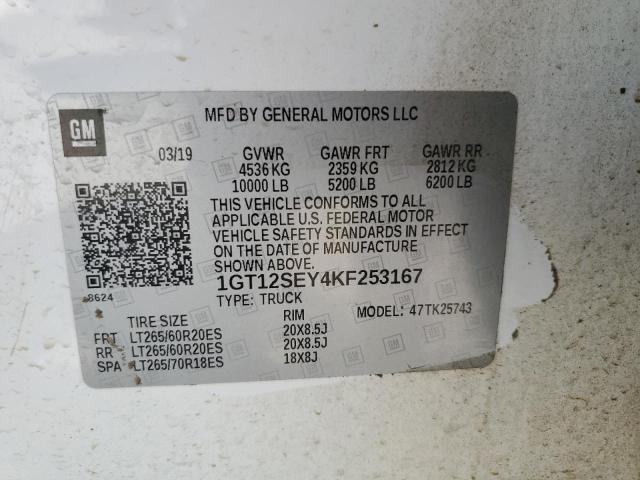 GM
MFD BY GENERAL MOTORS LLC
03/19 GVWR GAWR FRT GAWR RR
4536 KG 2359 KG 2812 KG
10000 LB 5200 LB 6200 LB
THIS VEHICLE CONFORMS TO ALL
APPLICABLE U.S. FEDERAL MOTOR
VEHICLE SAFETY STANDARDS IN EFFECT
ON THE DATE OF MANUFACTURE
SHOWN ABOVE.
8624
1GT12SEY4KF253167
TYPE: TRUCK MODEL: 47TK25743
TIRE SIZE RIM
FRT LT265/60R20ES 20X8.5J
RR LT265/60R20ES 20X8.5J
SPA LT265/70R18ES 18X8J